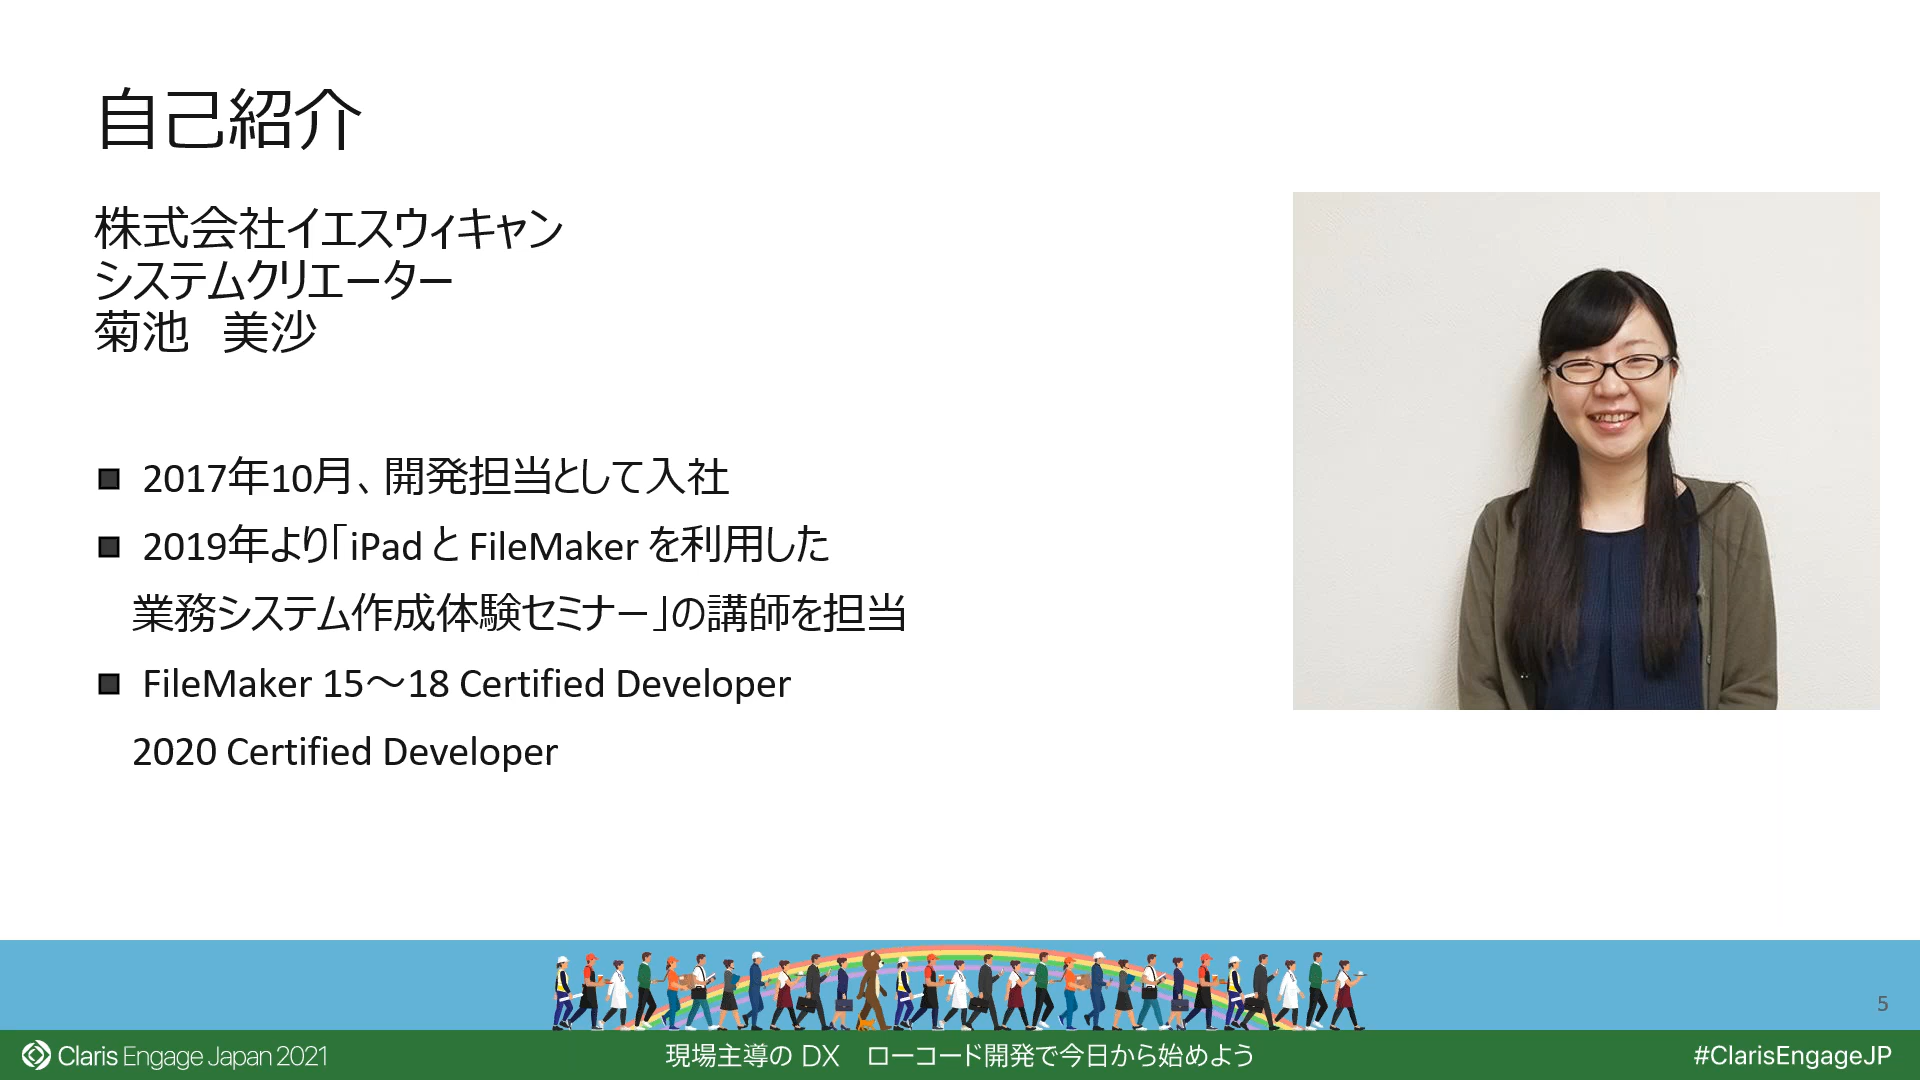 自己紹介
株式会社イエスウィキャン
システムクリエーター
菊池　美沙
■ 2017年10月、開発担当として入社
■ 2019年より「iPad と FileMaker を利用した
業務システム作成体験セミナー」の講師を担当
■ FileMaker 15～18 Certified Developer
2020 Certified Developer
5
Claris Engage Japan 2021
現場主導の DX　ローコード開発で今日から始めよう
#ClarisEngageJP